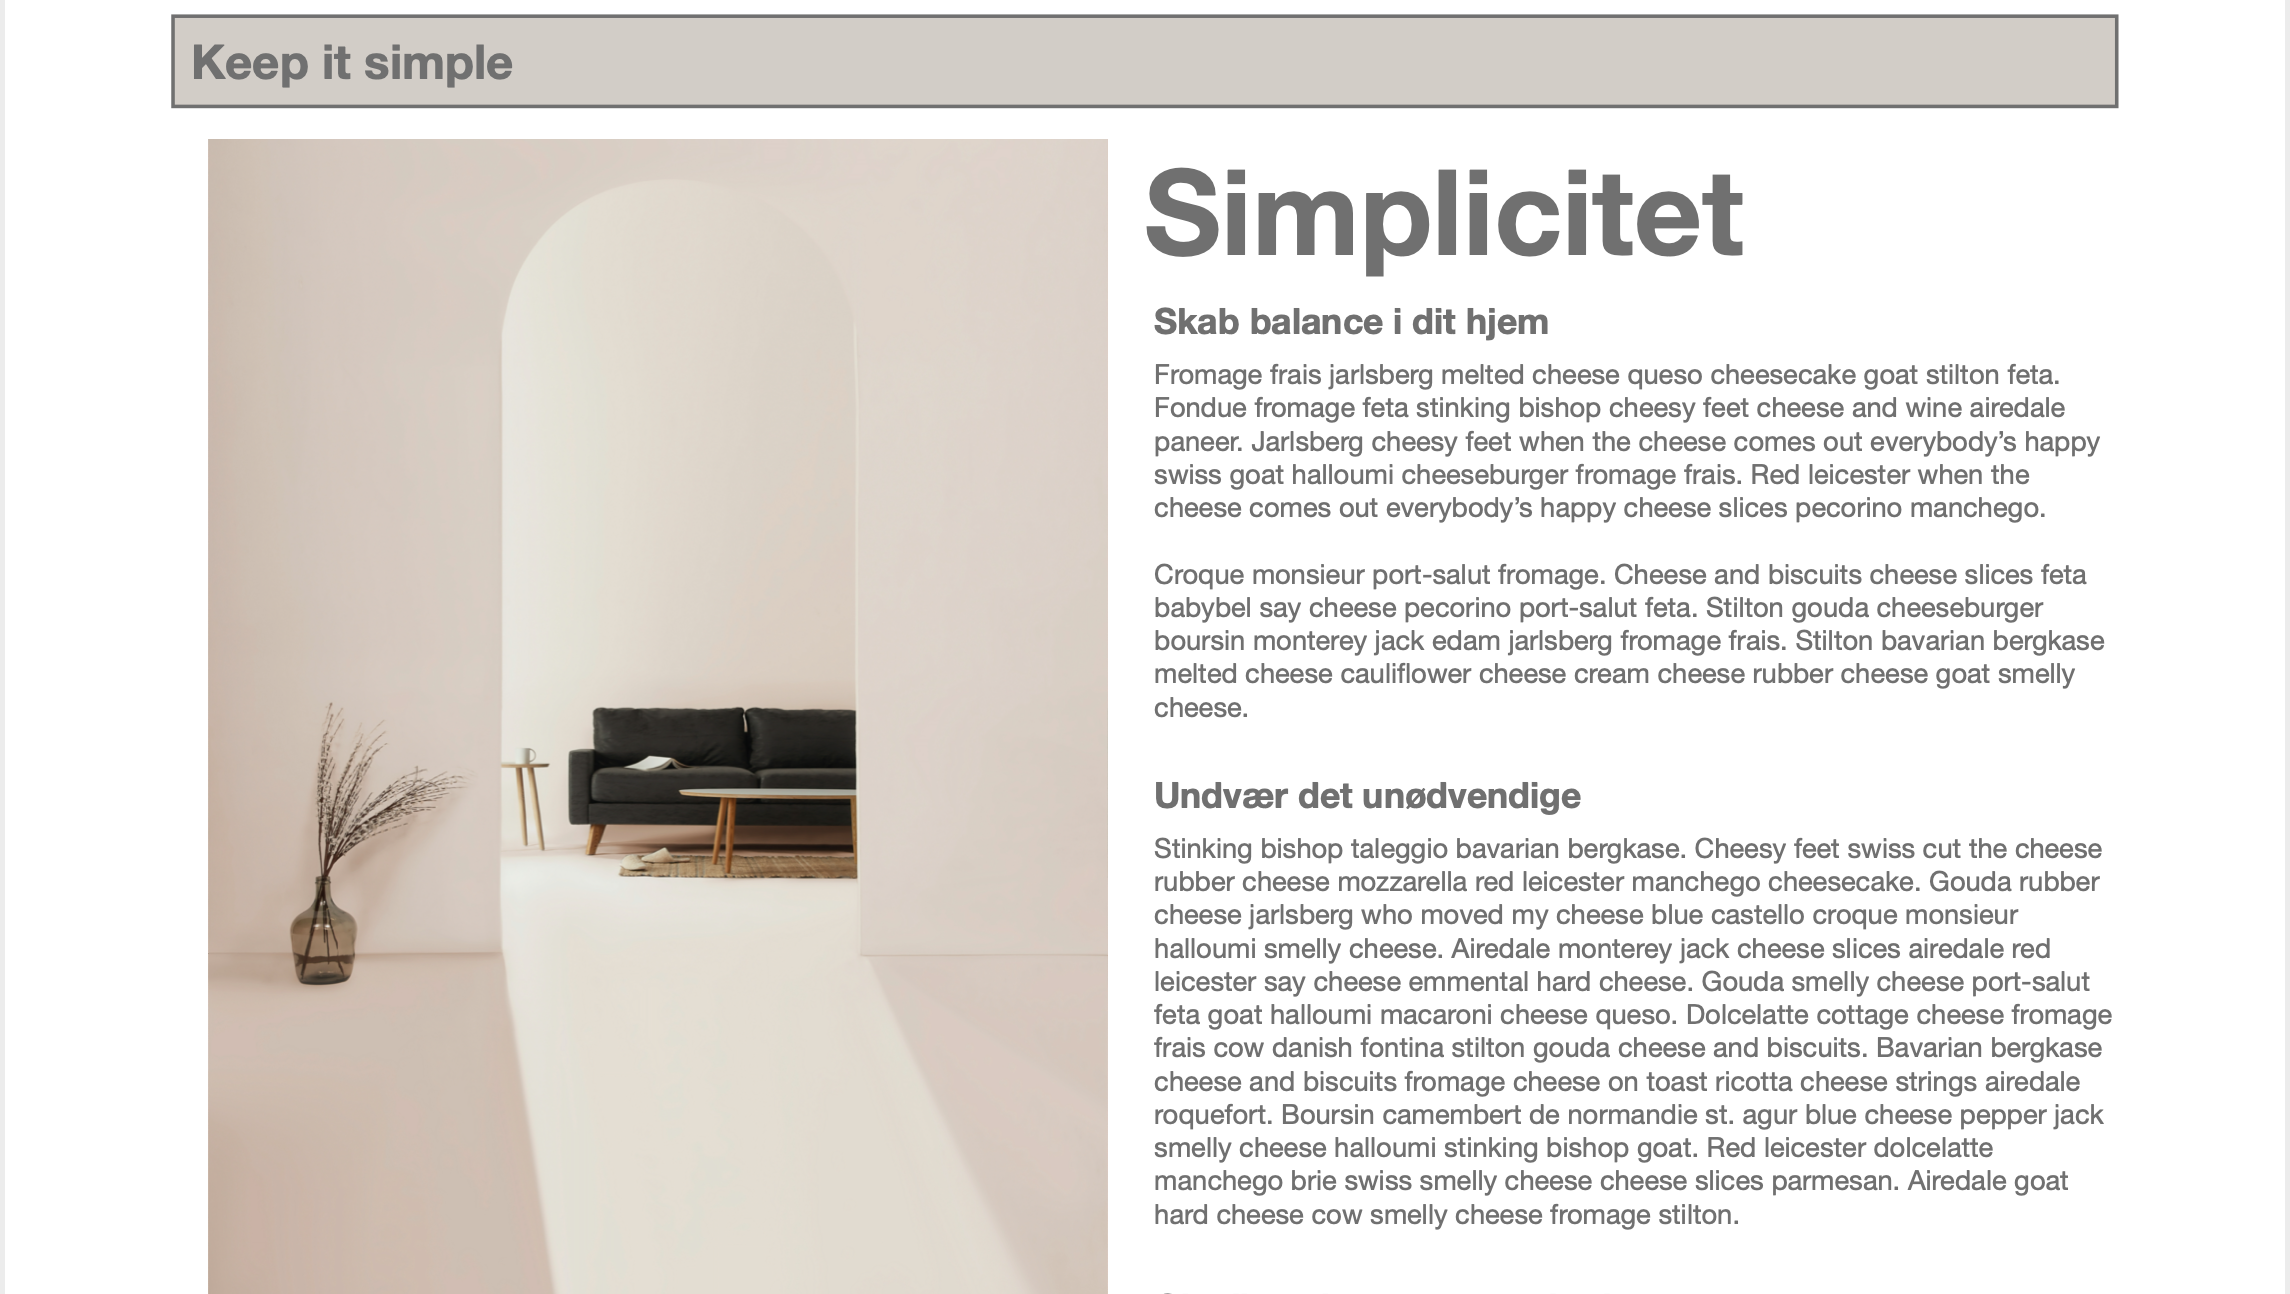 Keep it simple
Simplicitet
Skab balance i dit hjem
Fromage frais jarlsberg melted cheese queso cheesecake goat stilton feta.
Fondue fromage feta stinking bishop cheesy feet cheese and wine airedale
paneer. Jarlsberg cheesy feet when the cheese comes out everybody’s happy
swiss goat halloumi cheeseburger fromage frais. Red leicester when the
cheese comes out everybody’s happy cheese slices pecorino manchego.
Croque monsieur port-salut fromage. Cheese and biscuits cheese slices feta
babybel say cheese pecorino port-salut feta. Stilton gouda cheeseburger
boursin monterey jack edam jarlsberg fromage frais. Stilton bavarian bergkase
melted cheese cauliflower cheese cream cheese rubber cheese goat smelly
cheese.
Undvær det unødvendige
Stinking bishop taleggio bavarian bergkase. Cheesy feet swiss cut the cheese
rubber cheese mozzarella red leicester manchego cheesecake. Gouda rubber
cheese jarlsberg who moved my cheese blue castello croque monsieur
halloumi smelly cheese. Airedale monterey jack cheese slices airedale red
leicester say cheese emmental hard cheese. Gouda smelly cheese port-salut
feta goat halloumi macaroni cheese queso. Dolcelatte cottage cheese fromage
frais cow danish fontina stilton gouda cheese and biscuits. Bavarian bergkase
cheese and biscuits fromage cheese on toast ricotta cheese strings airedale
roquefort. Boursin camembert de normandie st. agur blue cheese pepper jack
smelly cheese halloumi stinking bishop goat. Red leicester dolcelatte
manchego brie swiss smelly cheese cheese slices parmesan. Airedale goat
hard cheese cow smelly cheese fromage stilton.